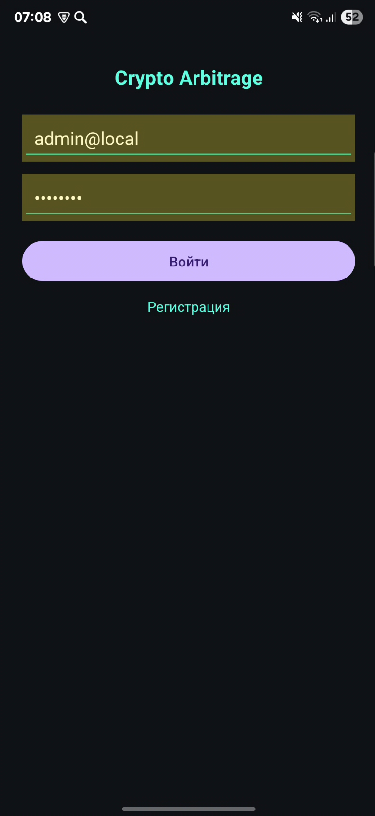 07:08
52
Crypto Arbitrage
admin@local
••••••••
Войти
Регистрация